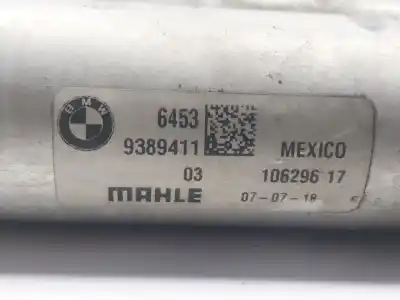 BMW
6453
9389411 MEXICO
03 106296 17
MAHLE 07-07-18